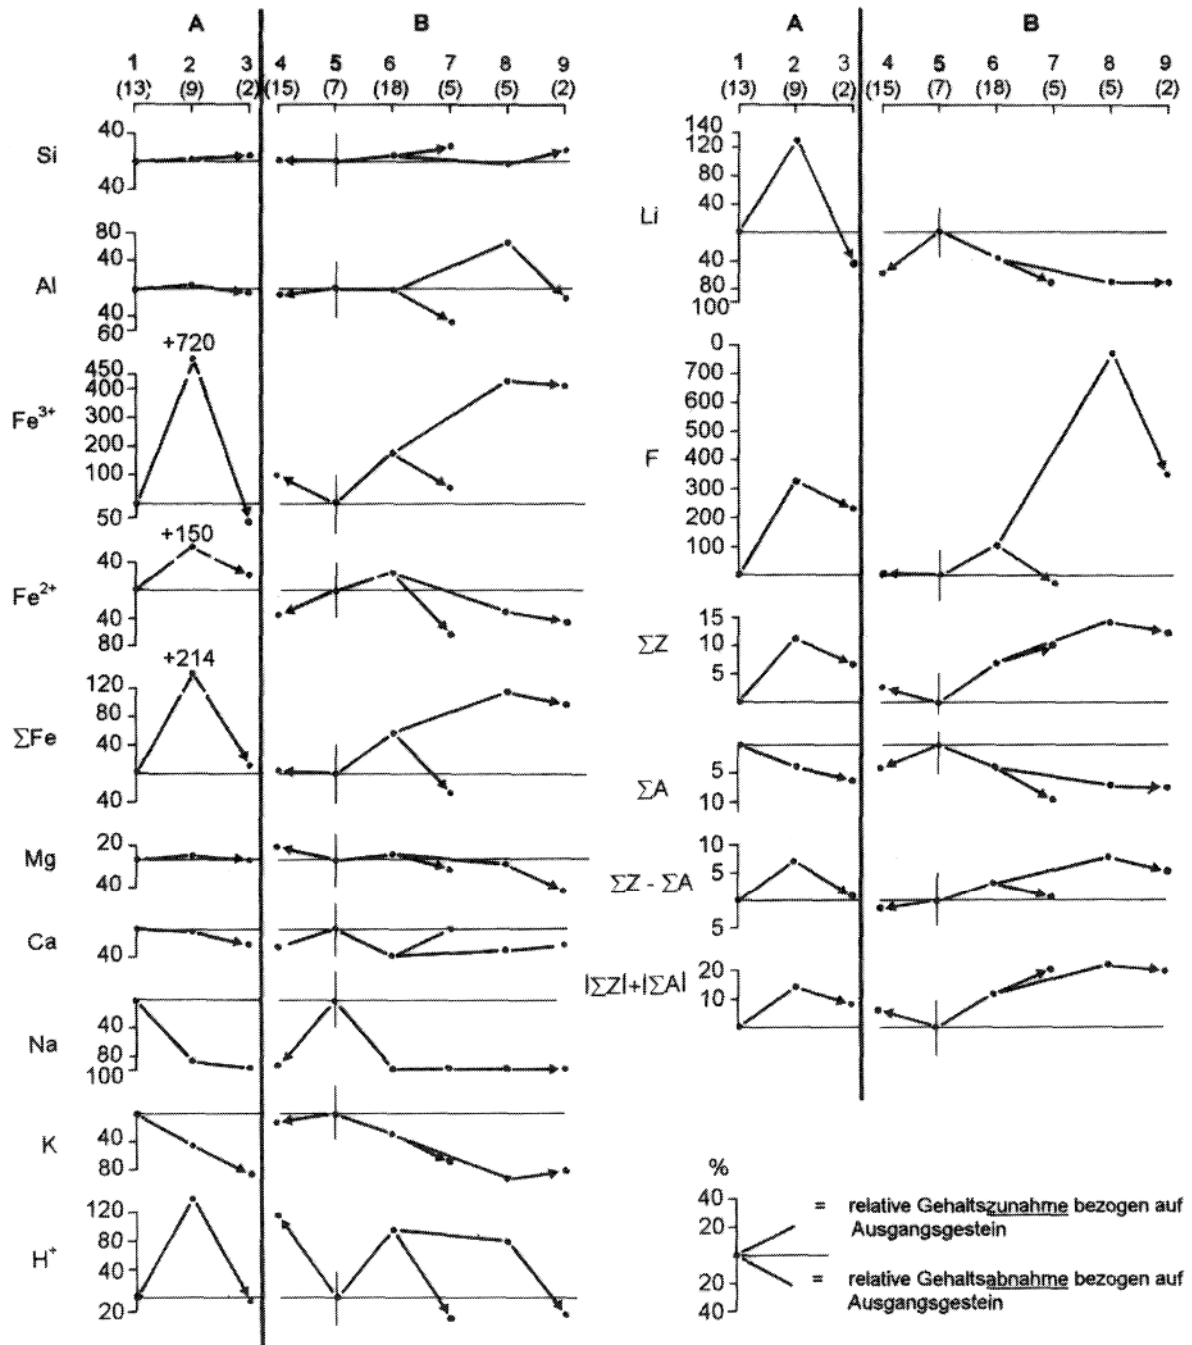 A B
1 2 3 4 5 6 7 8 9
(13) (9) (2) (15) (7) (18) (5) (5) (2)
Si
40
40
Al
80
40
40
60
Fe3+
+720
450
400
300
200
100
50
Fe2+
+150
40
40
80
ΣFe
+214
120
80
40
40
Mg
20
40
Ca
40
Na
40
80
100
K
40
80
H+
120
80
40
20
A B
1 2 3 4 5 6 7 8 9
(13) (9) (2) (15) (7) (18) (5) (5) (2)
Li
140
120
80
40
40
80
100
F
0
700
600
500
400
300
200
100
ΣZ
15
10
5
ΣA
5
10
ΣZ - ΣA
10
5
5
|ΣZ|+|ΣA|
20
10
%
40
20
20
40
= relative Gehaltszunahme bezogen auf
Ausgangsgestein
= relative Gehaltsabnahme bezogen auf
Ausgangsgestein